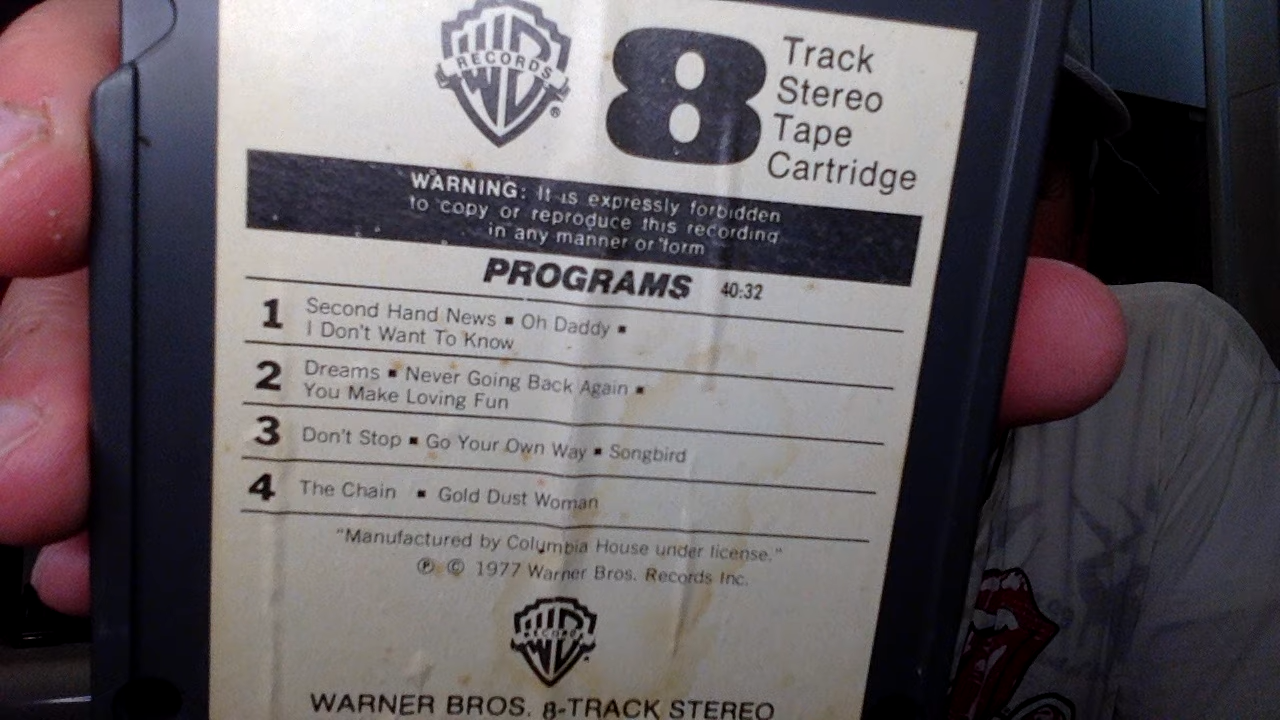 RECORDS
®
8
Track
Stereo
Tape
Cartridge
WARNING: It is expressly forbidden
to copy or reproduce this recording
in any manner or form
PROGRAMS 40:32
1 Second Hand News ▪ Oh Daddy ▪
I Don't Want To Know
2 Dreams ▪ Never Going Back Again ▪
You Make Loving Fun
3 Don't Stop ▪ Go Your Own Way ▪ Songbird
4 The Chain ▪ Gold Dust Woman
"Manufactured by Columbia House under license."
℗ © 1977 Warner Bros. Records Inc.
RECORDS
WARNER BROS. 8-TRACK STEREO